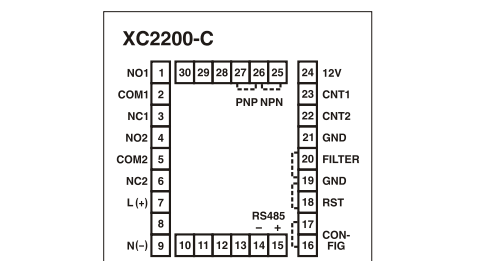 XC2200-C
NO1 1 30 29 28 27 26 25 24 12V
COM1 2 23 CNT1
PNP NPN
NC1 3 22 CNT2
NO2 4 21 GND
COM2 5 20 FILTER
NC2 6 19 GND
L (+) 7 18 RST
RS485
8 17 CON-
– +
N(–) 9 10 11 12 13 14 15 16 FIG